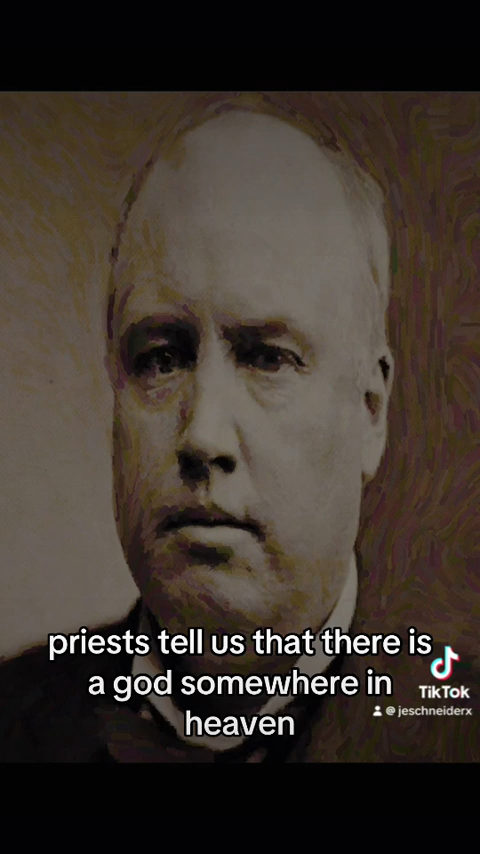 priests tell us that there is
a god somewhere in
heaven
TikTok
@jeschneiderx